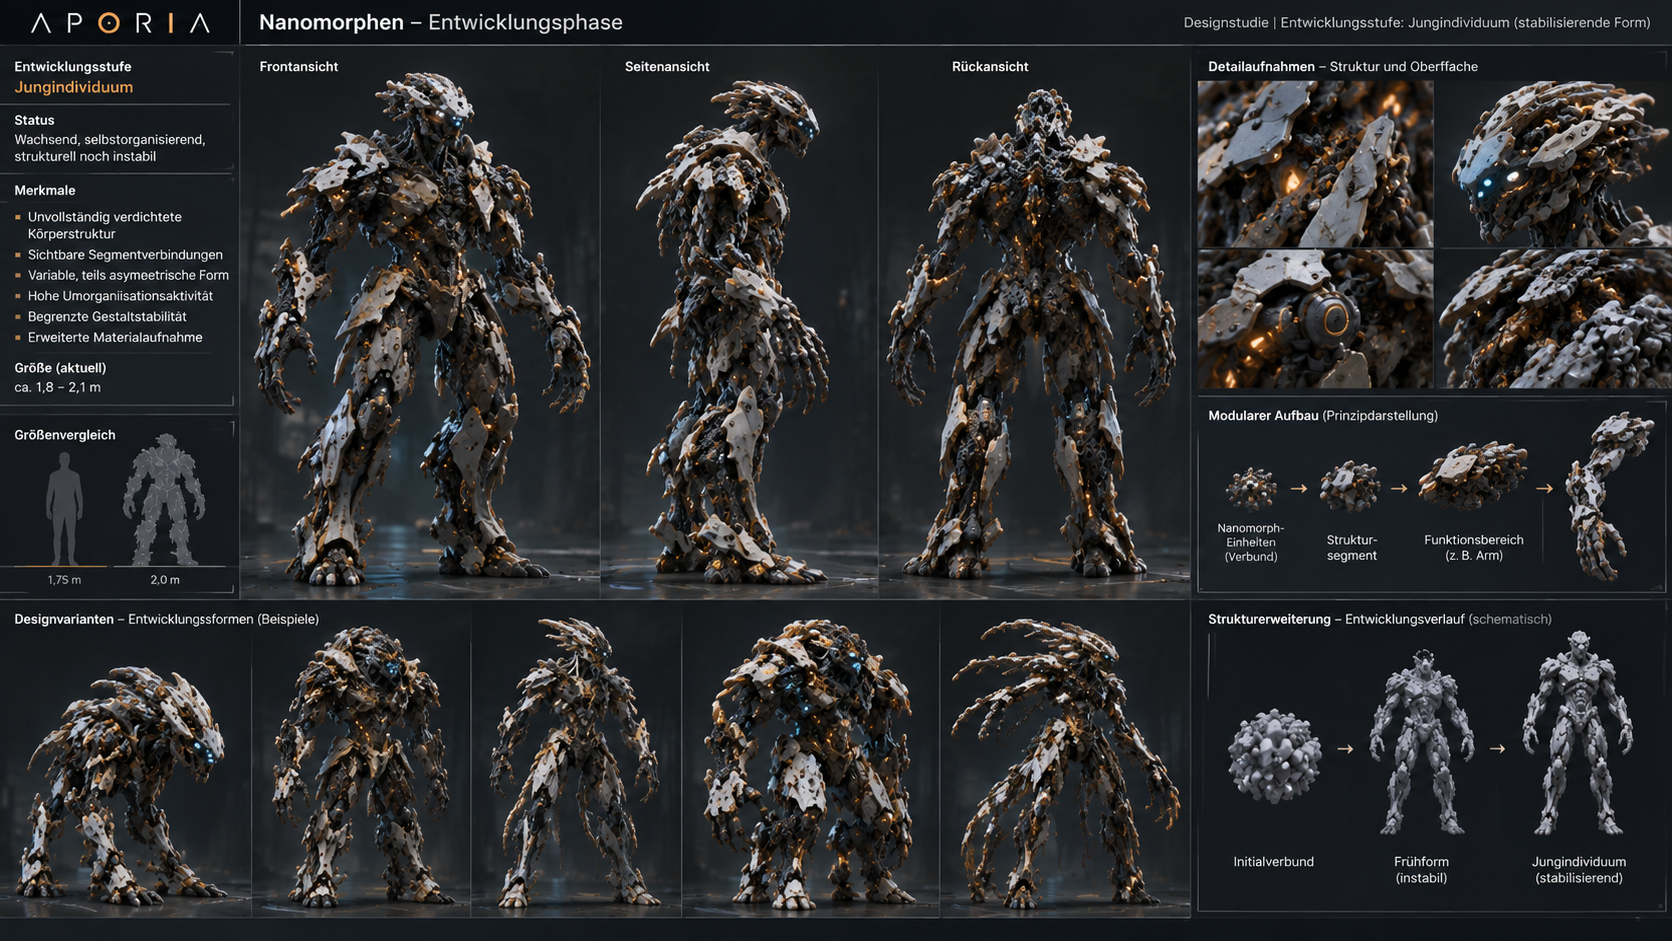 APORIA
Nanomorphen – Entwicklungsphase
Designstudie | Entwicklungsstufe: Jungindividuum (stabilisierende Form)
Entwicklungsstufe
Jungindividuum
Status
Wachsend, selbstorganisierend,
strukturell noch instabil
Merkmale
Unvollständig verdichtete
Körperstruktur
Sichtbare Segmentverbindungen
Variable, teils asymeetrische Form
Hohe Umorganiisationsaktivität
Begrenzte Gestaltstabilität
Erweiterte Materialaufnahme
Größe (aktuell)
ca. 1,8 – 2,1 m
Größenvergleich
1,75 m
2,0 m
Frontansicht
Seitenansicht
Rückansicht
Detailaufnahmen – Struktur und Oberffache
Modularer Aufbau (Prinzipdarstellung)
Nanomorph-
Einheiten
(Verbund)
Struktur-
segment
Funktionsbereich
(z. B. Arm)
Designvarianten – Entwicklungssformen (Beispiele)
Strukturerweiterung – Entwicklungsverlauf (schematisch)
Initialverbund
Frühform
(instabil)
Jungindividuum
(stabilisierend)